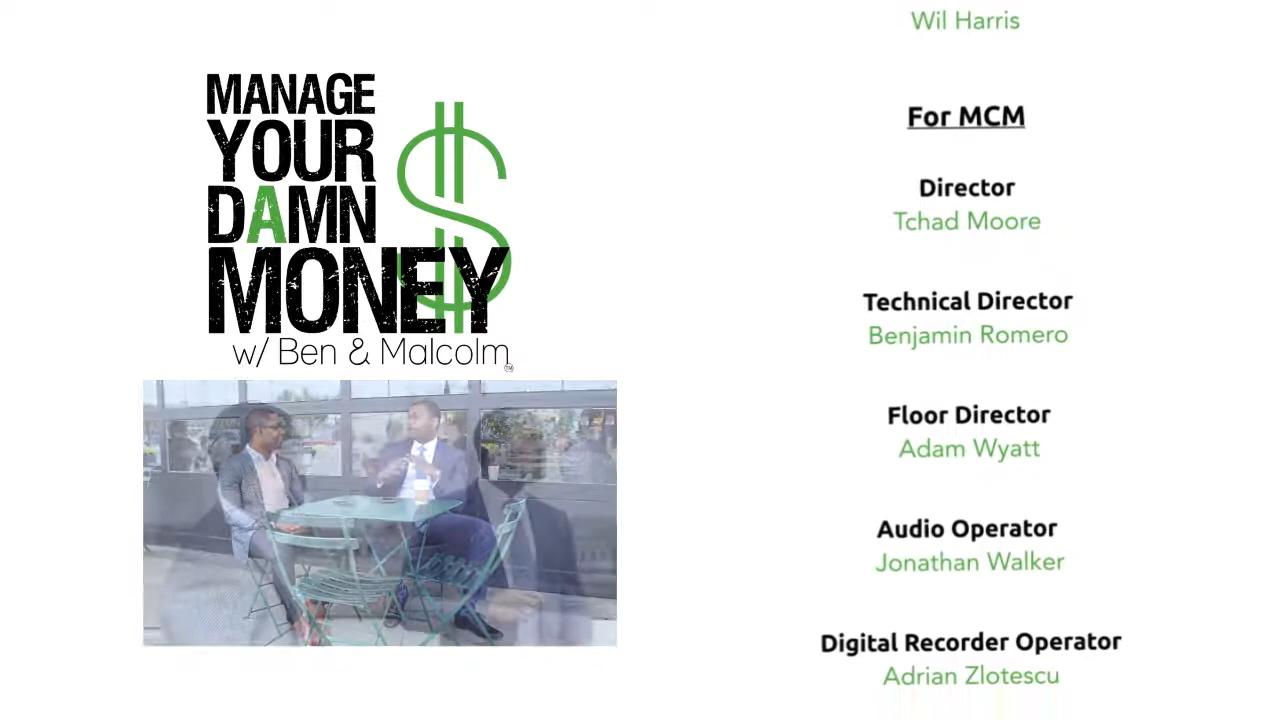 MANAGE
YOUR
DAMN
MONEY
w/ Ben & Malcolm
TM
Wil Harris
For MCM
Director
Tchad Moore
Technical Director
Benjamin Romero
Floor Director
Adam Wyatt
Audio Operator
Jonathan Walker
Digital Recorder Operator
Adrian Zlotescu